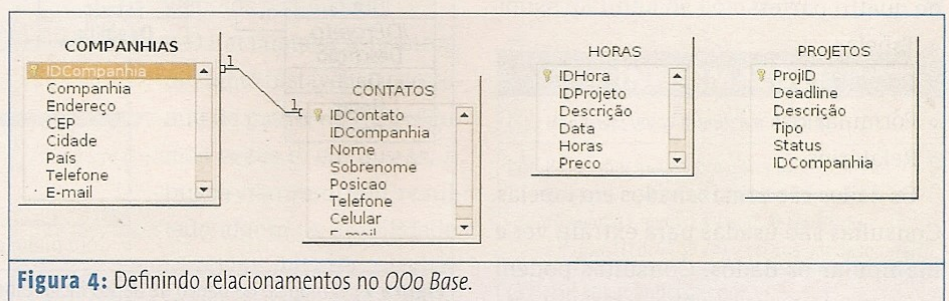 COMPANHIAS
IDCompanhia
Companhia
Endereço
CEP
Cidade
País
Telefone
E-mail
1
1
CONTATOS
IDContato
IDCompanhia
Nome
Sobrenome
Posicao
Telefone
Celular
E-mail
HORAS
IDHora
IDProjeto
Descrição
Data
Horas
Preco
PROJETOS
ProjID
Deadline
Descrição
Tipo
Status
IDCompanhia
Figura 4: Definindo relacionamentos no OOo Base.